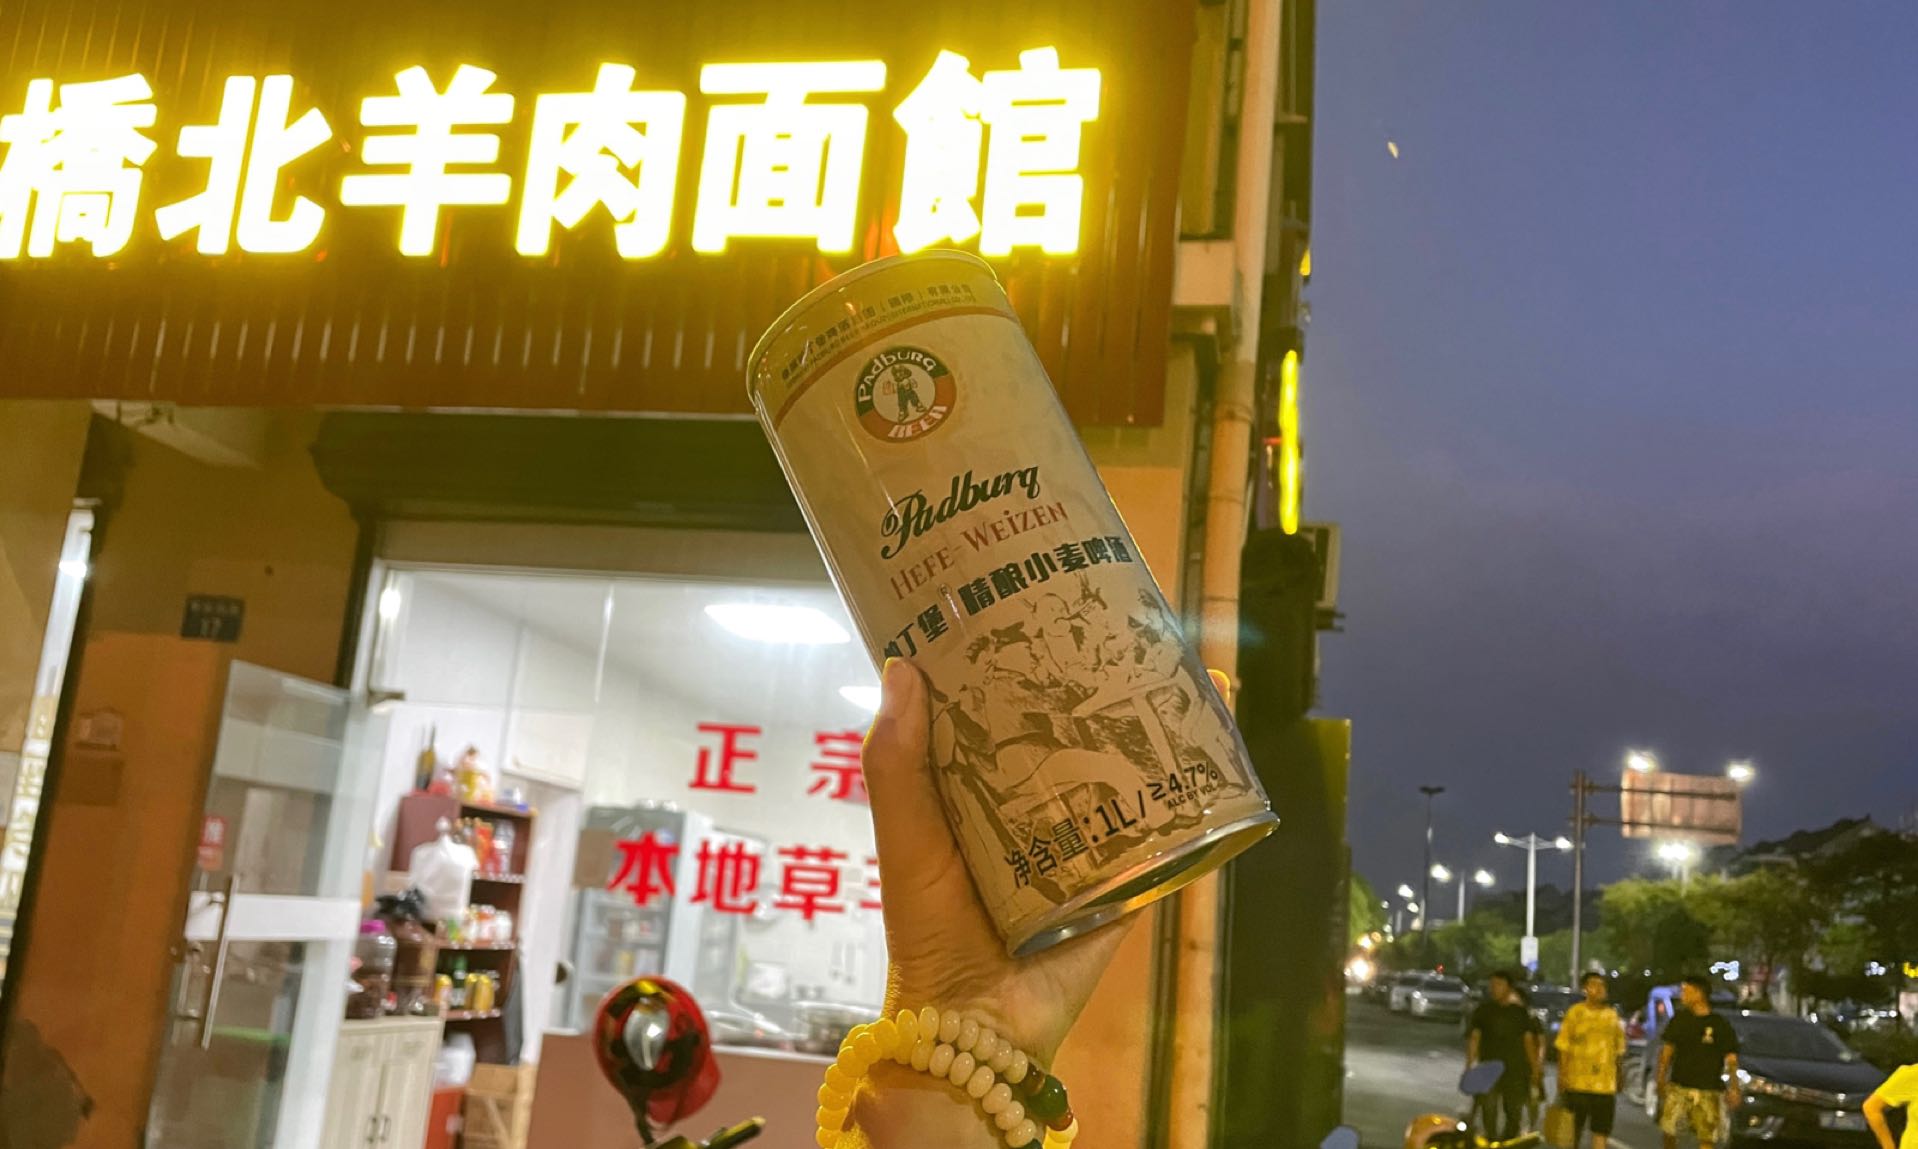 橋北羊肉面館
PADBURG
BEER
Padburg
HEFE-WEIZEN
丁堡 精酿小麦啤酒
净含量:1L/≥4.7%
ALC BY VOL
正宗
本地草
17